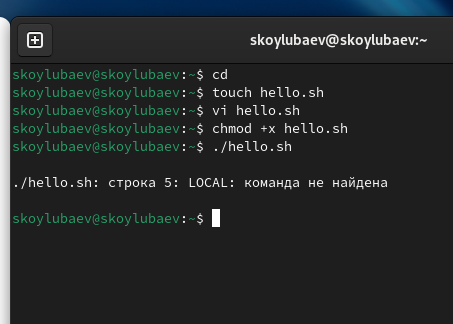 skoylubaev@skoylubaev:~
skoylubaev@skoylubaev:~$ cd
skoylubaev@skoylubaev:~$ touch hello.sh
skoylubaev@skoylubaev:~$ vi hello.sh
skoylubaev@skoylubaev:~$ chmod +x hello.sh
skoylubaev@skoylubaev:~$ ./hello.sh
./hello.sh: строка 5: LOCAL: команда не найдена
skoylubaev@skoylubaev:~$